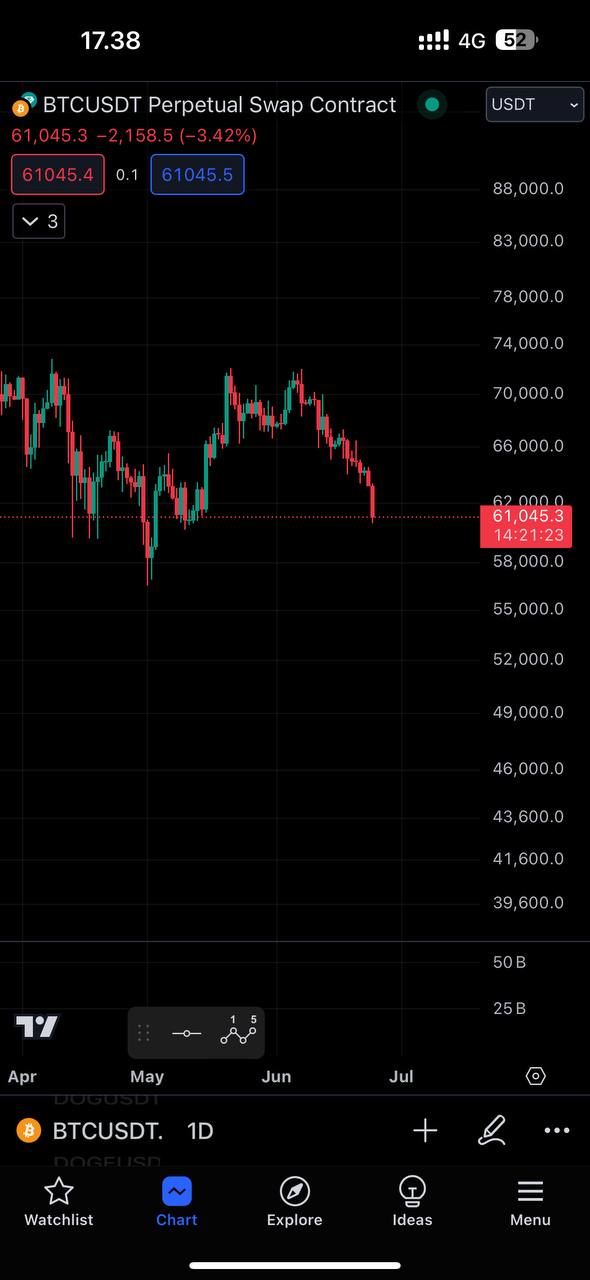 17.38
4G 52
BTCUSDT Perpetual Swap Contract
USDT
61,045.3 −2,158.5 (−3.42%)
61045.4 0.1 61045.5
3
88,000.0
83,000.0
78,000.0
74,000.0
70,000.0
66,000.0
62,000.0
61,045.3
14:21:23
58,000.0
55,000.0
52,000.0
49,000.0
46,000.0
43,600.0
41,600.0
39,600.0
50 B
25 B
1 5
Apr May Jun Jul
DOGUSDT
BTCUSDT. 1D
DOGEUSD
Watchlist Chart Explore Ideas Menu